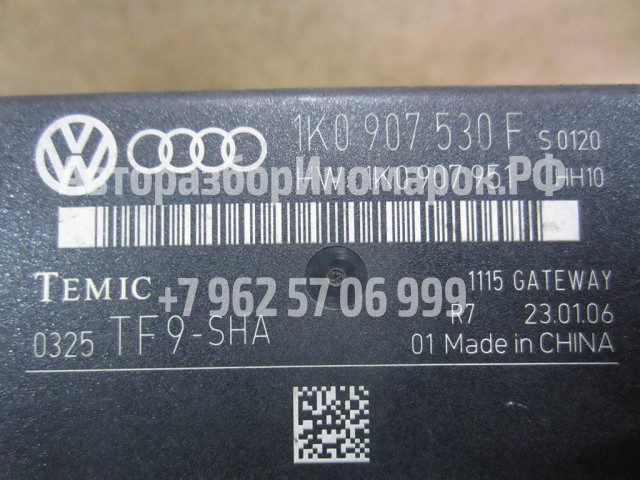 1K0 907 530 F S0120
HW: 1K0 907 951 HH10
АвторазборИномарок.РФ
TEMIC 1115 GATEWAY
+7 962 57 06 999
R7 23.01.06
0325 TF9-SHA 01 Made in CHINA